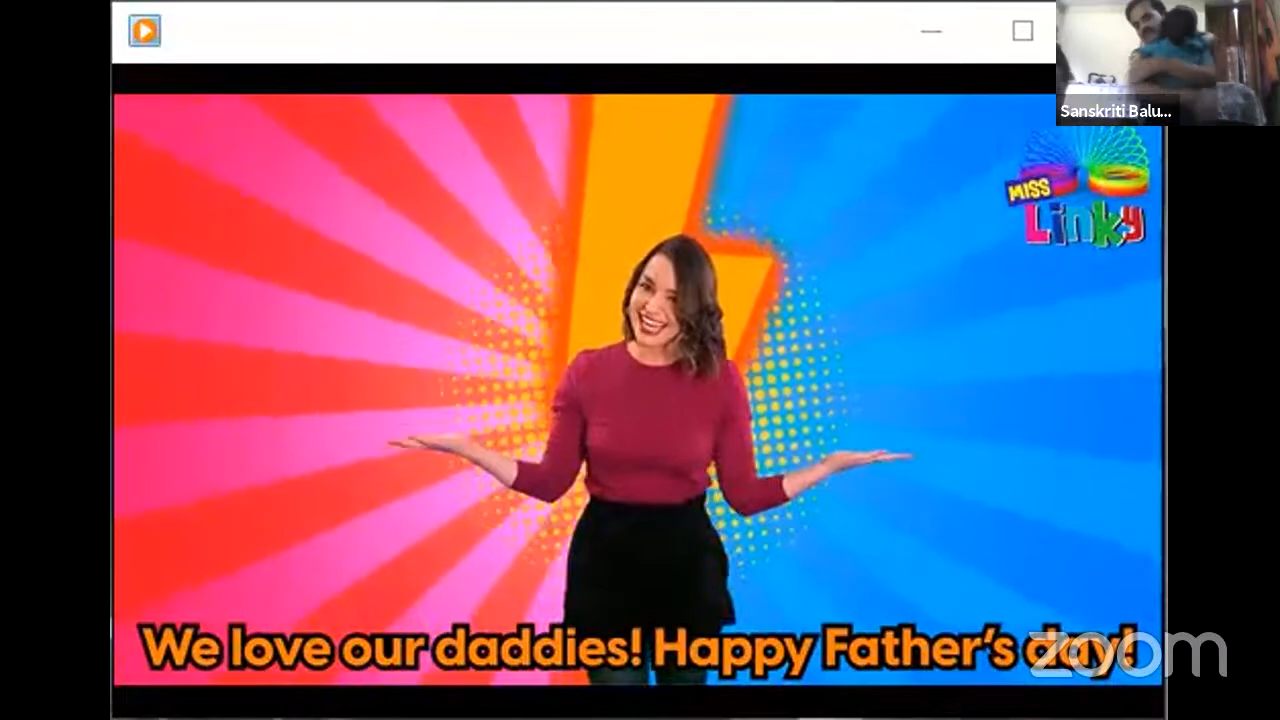 Sanskriti Balu...
MISS
Linky
We love our daddies! Happy Father's day!
zoom